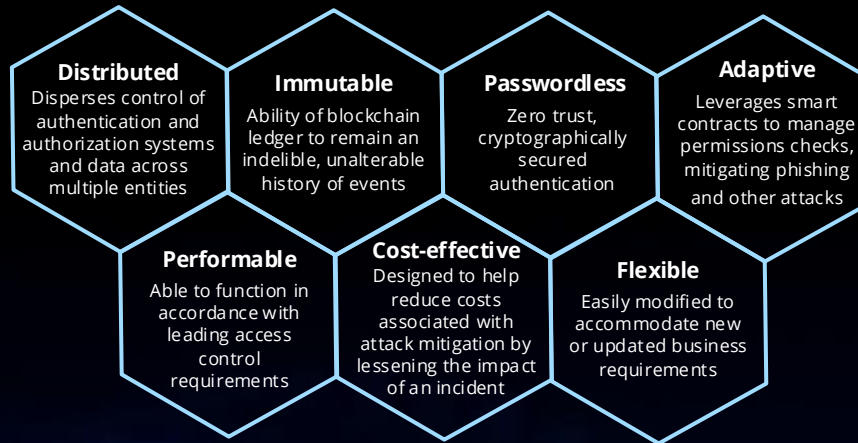 Distributed
Disperses control of
authentication and
authorization systems
and data across
multiple entities
Immutable
Ability of blockchain
ledger to remain an
indelible, unalterable
history of events
Passwordless
Zero trust,
cryptographically
secured
authentication
Adaptive
Leverages smart
contracts to manage
permissions checks,
mitigating phishing
and other attacks
Performable
Able to function in
accordance with
leading access
control
requirements
Cost-effective
Designed to help
reduce costs
associated with
attack mitigation by
lessening the impact
of an incident
Flexible
Easily modified to
accommodate new
or updated business
requirements